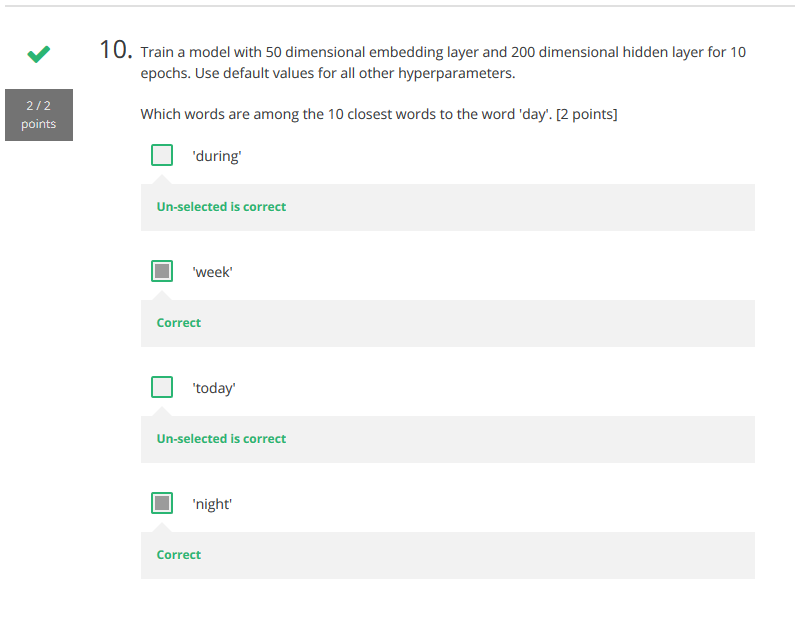 10. Train a model with 50 dimensional embedding layer and 200 dimensional hidden layer for 10
epochs. Use default values for all other hyperparameters.
2 / 2
points
Which words are among the 10 closest words to the word 'day'. [2 points]
'during'
Un-selected is correct
'week'
Correct
'today'
Un-selected is correct
'night'
Correct